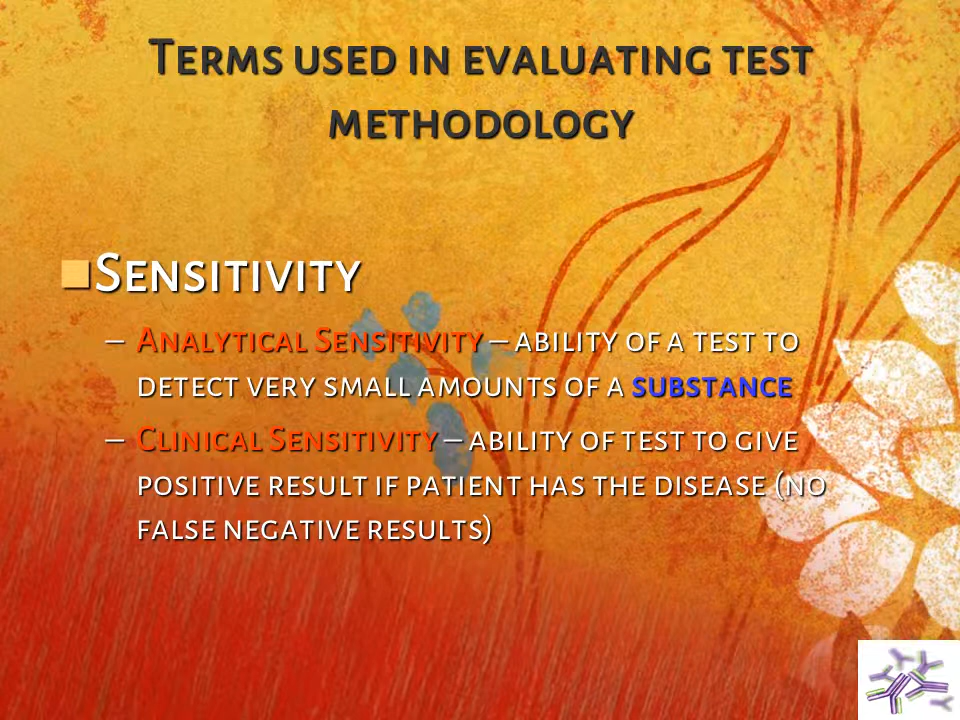 Terms used in evaluating test
methodology
Sensitivity
– Analytical Sensitivity – ability of a test to
detect very small amounts of a substance
– Clinical Sensitivity – ability of test to give
positive result if patient has the disease (no
false negative results)